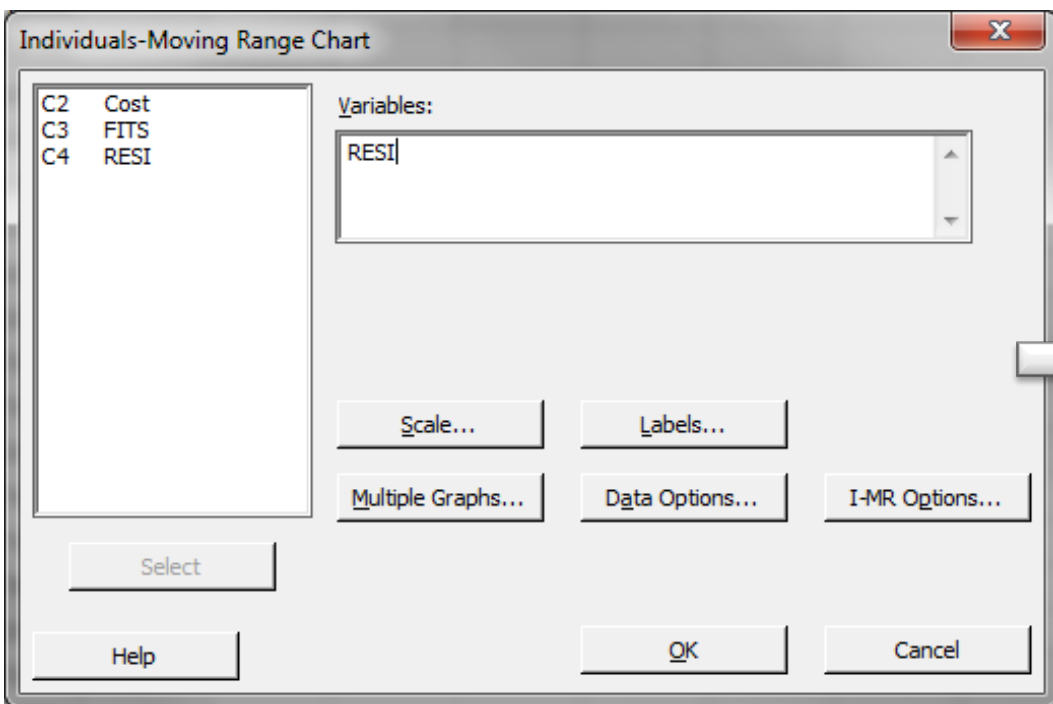 Individuals-Moving Range Chart
C2 Cost
C3 FITS
C4 RESI
Variables:
RESI
Scale...
Labels...
Multiple Graphs...
Data Options...
I-MR Options...
Select
Help
OK
Cancel